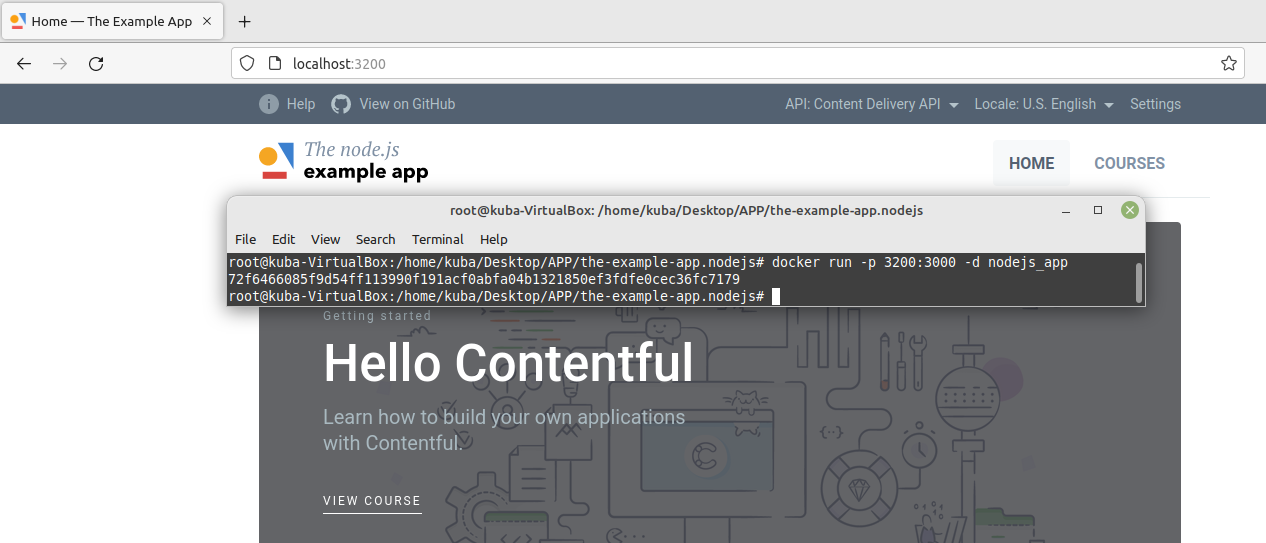 Home — The Example App
localhost:3200
Help View on GitHub API: Content Delivery API Locale: U.S. English Settings
The node.js
example app
HOME COURSES
root@kuba-VirtualBox: /home/kuba/Desktop/APP/the-example-app.nodejs
File Edit View Search Terminal Help
root@kuba-VirtualBox:/home/kuba/Desktop/APP/the-example-app.nodejs# docker run -p 3200:3000 -d nodejs_app
72f6466085f9d54ff113990f191acf0abfa04b1321850ef3fdfe0cec36fc7179
root@kuba-VirtualBox:/home/kuba/Desktop/APP/the-example-app.nodejs#
Getting started
Hello Contentful
Learn how to build your own applications
with Contentful.
VIEW COURSE